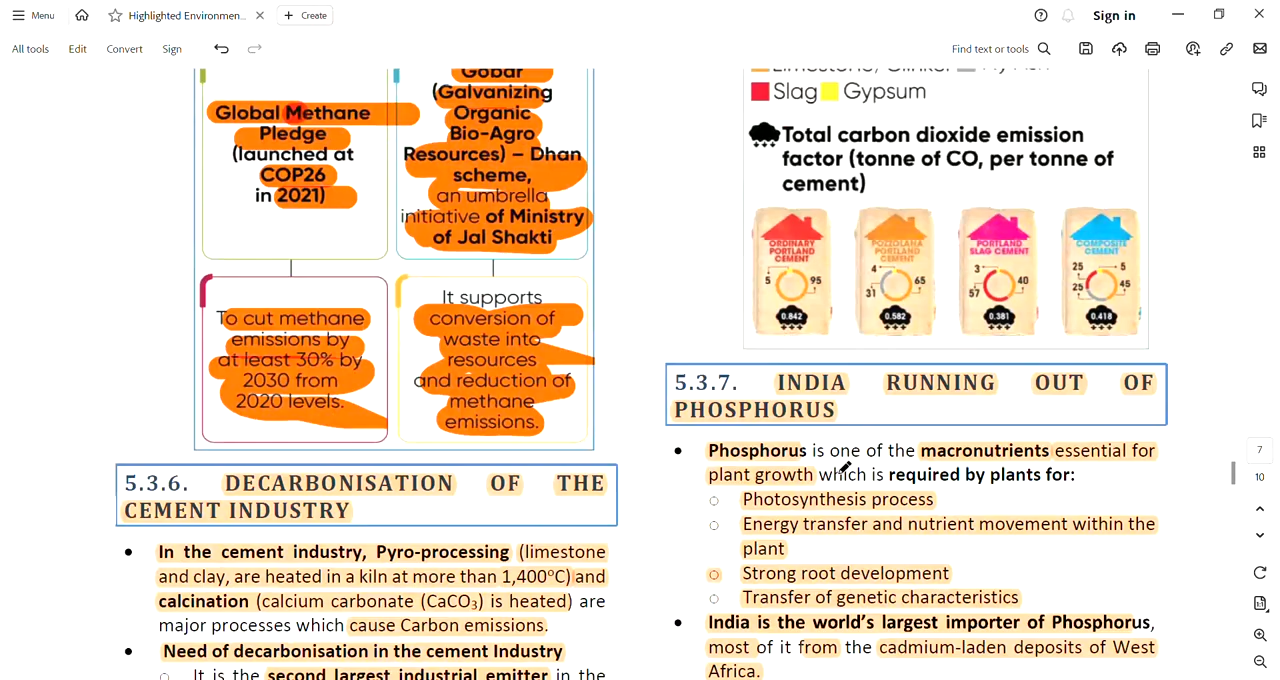 Menu
Highlighted Environmen...
Create
Sign in
All tools
Edit
Convert
Sign
Find text or tools
Global Methane
Pledge
(launched at
COP26
in 2021)
Gobar
(Galvanizing
Organic
Bio-Agro
Resources) – Dhan
scheme,
an umbrella
initiative of Ministry
of Jal Shakti
To cut methane
emissions by
at least 30% by
2030 from
2020 levels.
It supports
conversion of
waste into
resources
and reduction of
methane
emissions.
5.3.6. DECARBONISATION OF THE
CEMENT INDUSTRY
• In the cement industry, Pyro-processing (limestone
and clay, are heated in a kiln at more than 1,400°C) and
calcination (calcium carbonate (CaCO₃) is heated) are
major processes which cause Carbon emissions.
• Need of decarbonisation in the cement Industry
○ It is the second largest industrial emitter in the
Slag Gypsum
Total carbon dioxide emission
factor (tonne of CO, per tonne of
cement)
ORDINARY
PORTLAND
CEMENT
5 95
0.842
POZZOLANA
PORTLAND
CEMENT
4
31 65
0.582
PORTLAND
SLAG CEMENT
3
57 40
0.381
COMPOSITE
CEMENT
25 5
25 45
0.418
5.3.7. INDIA RUNNING OUT OF
PHOSPHORUS
• Phosphorus is one of the macronutrients essential for
plant growth which is required by plants for:
○ Photosynthesis process
○ Energy transfer and nutrient movement within the
plant
○ Strong root development
○ Transfer of genetic characteristics
• India is the world’s largest importer of Phosphorus,
most of it from the cadmium-laden deposits of West
Africa.
7
10